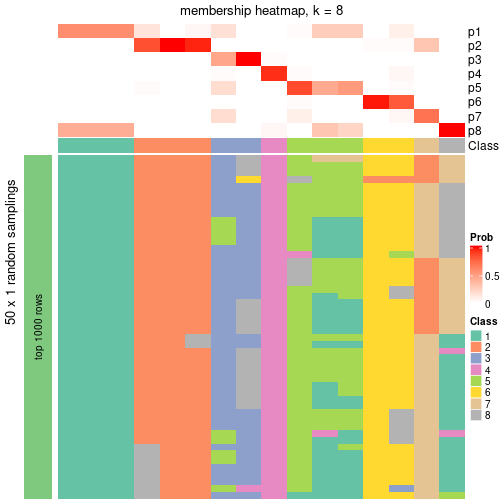 membership heatmap, k = 8
p1
p2
p3
p4
p5
p6
p7
p8
Class
50 x 1 random samplings
top 1000 rows
Prob
1
0.5
0
Class
1
2
3
4
5
6
7
8